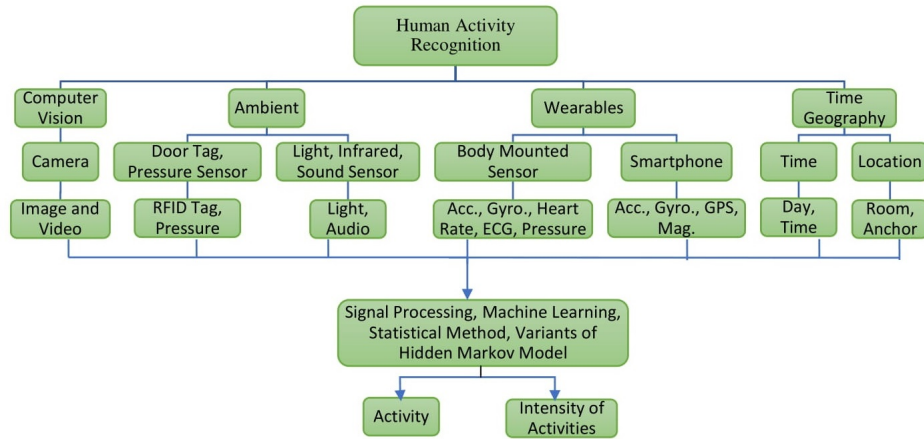 Human Activity
Recognition
Computer
Vision
Ambient
Wearables
Time
Geography
Camera
Door Tag,
Pressure Sensor
Light, Infrared,
Sound Sensor
Body Mounted
Sensor
Smartphone
Time
Location
Image and
Video
RFID Tag,
Pressure
Light,
Audio
Acc., Gyro., Heart
Rate, ECG, Pressure
Acc., Gyro., GPS,
Mag.
Day,
Time
Room,
Anchor
Signal Processing, Machine Learning,
Statistical Method, Variants of
Hidden Markov Model
Activity
Intensity of
Activities